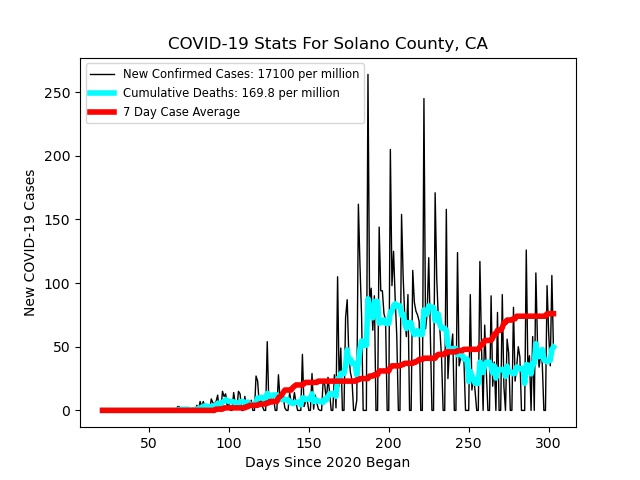 COVID-19 Stats For Solano County, CA
New Confirmed Cases: 17100 per million
Cumulative Deaths: 169.8 per million
7 Day Case Average
250
200
150
100
50
0
New COVID-19 Cases
50 100 150 200 250 300
Days Since 2020 Began